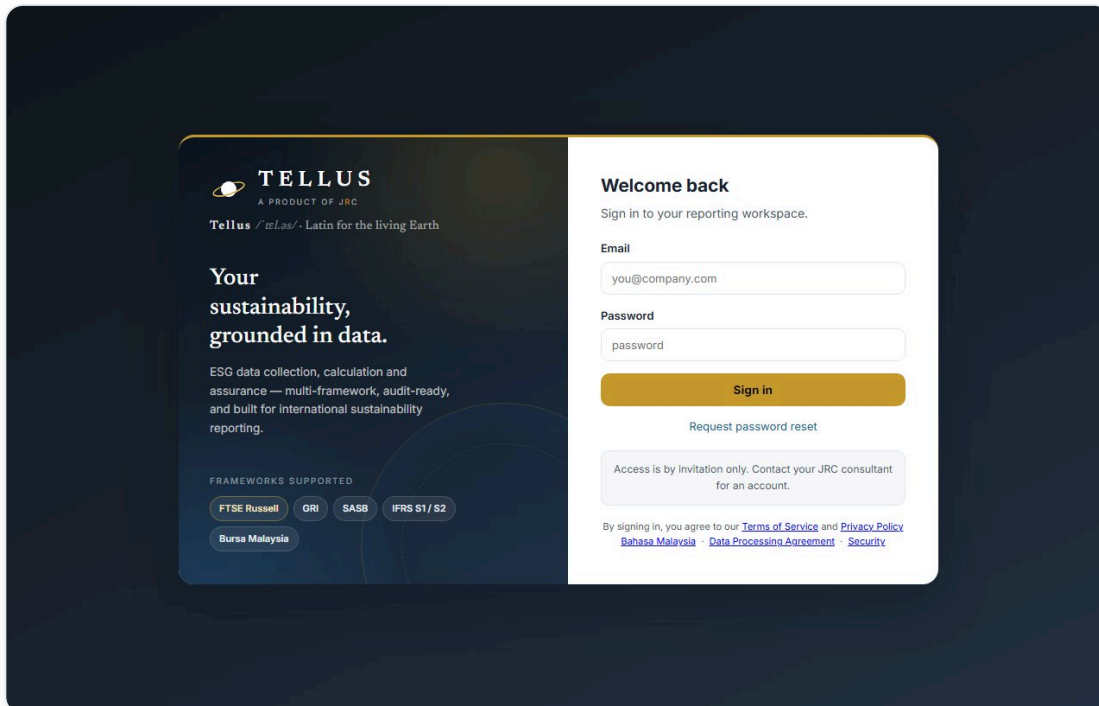 TELLUS
A PRODUCT OF JRC
Tellus /ˈtɛl.əs/ · Latin for the living Earth
Your
sustainability,
grounded in data.
ESG data collection, calculation and
assurance — multi-framework, audit-ready,
and built for international sustainability
reporting.
FRAMEWORKS SUPPORTED
FTSE Russell GRI SASB IFRS S1 / S2
Bursa Malaysia
Welcome back
Sign in to your reporting workspace.
Email
you@company.com
Password
password
Sign in
Request password reset
Access is by invitation only. Contact your JRC consultant
for an account.
By signing in, you agree to our Terms of Service and Privacy Policy
Bahasa Malaysia · Data Processing Agreement · Security